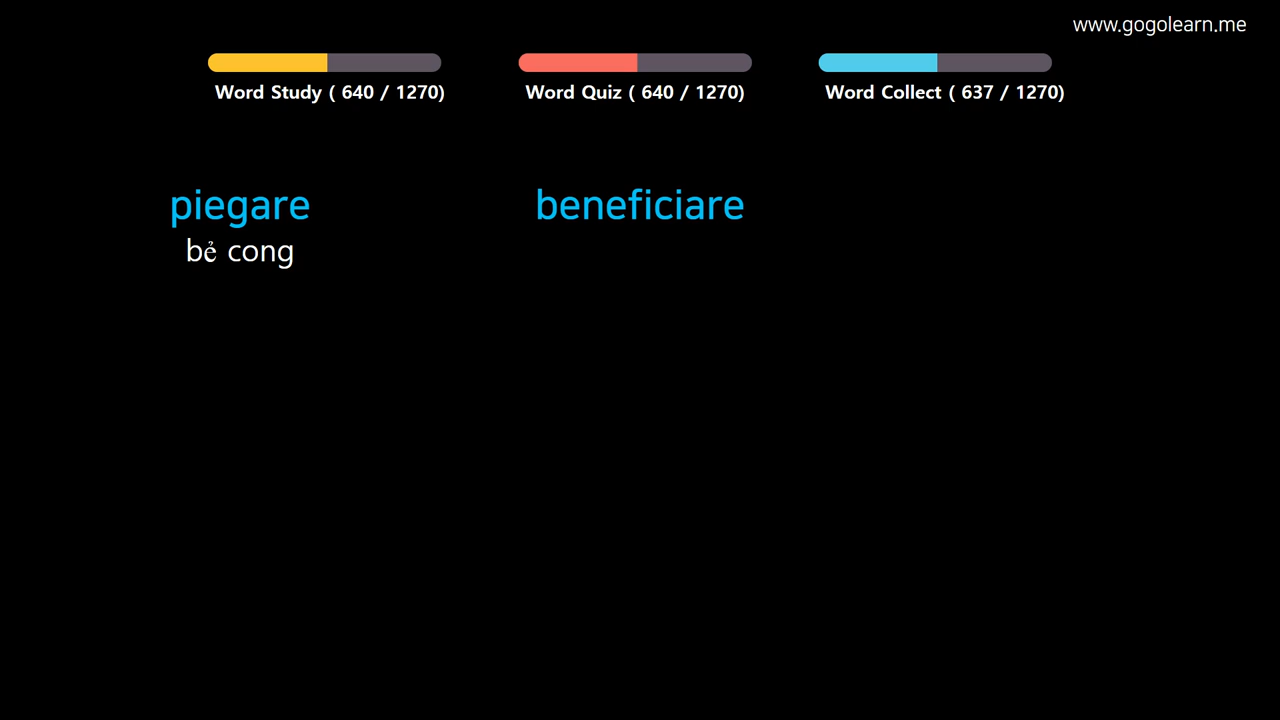 www.gogolearn.me
Word Study ( 640 / 1270)
Word Quiz ( 640 / 1270)
Word Collect ( 637 / 1270)
piegare
bẻ cong
beneficiare